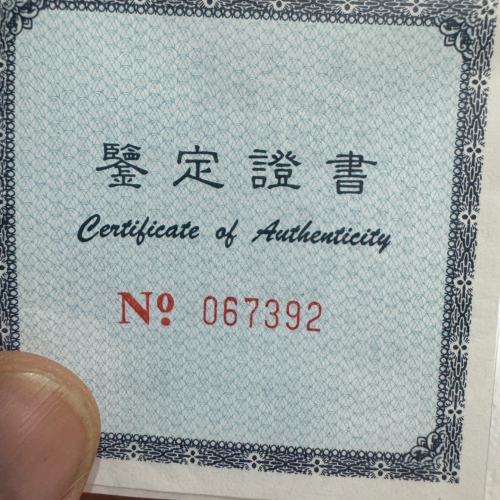 鑒定證書
Certificate of Authenticity
Nº 067392